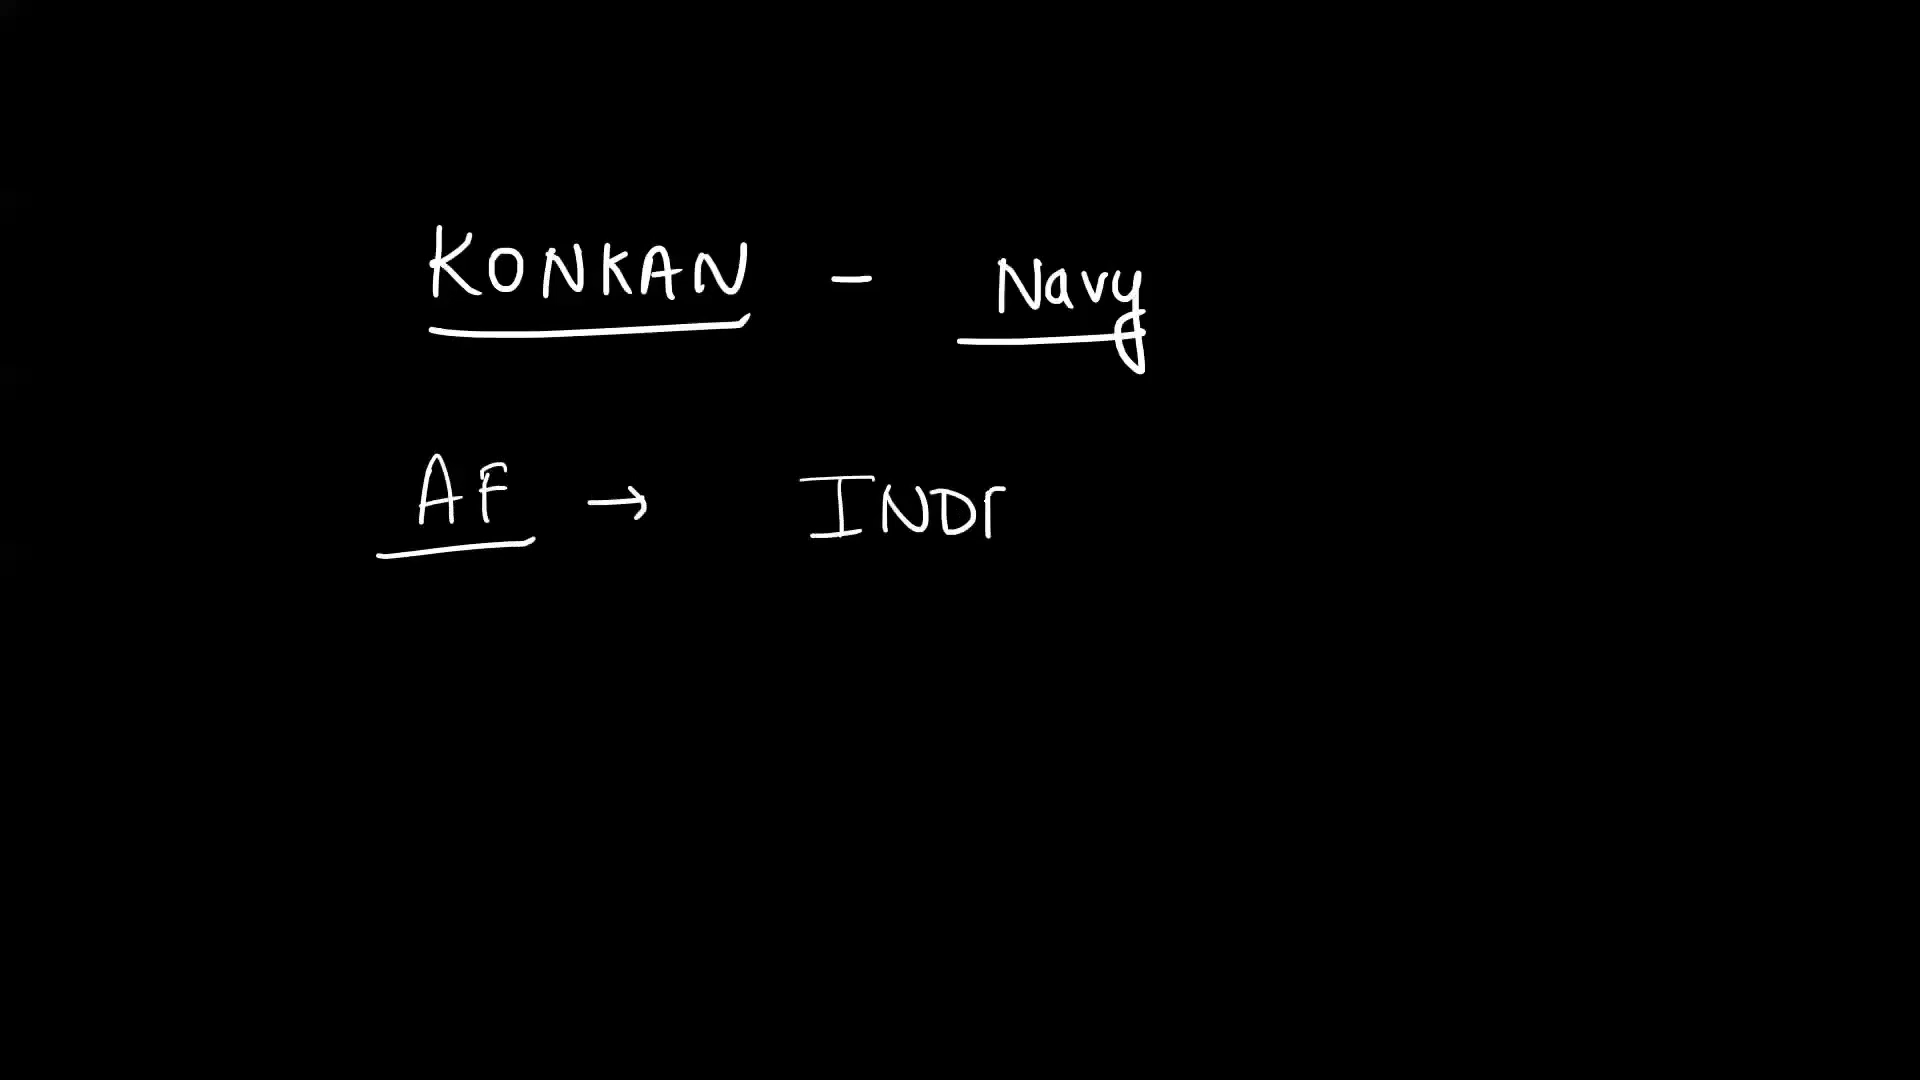 KONKAN - Navy
AF → INDr